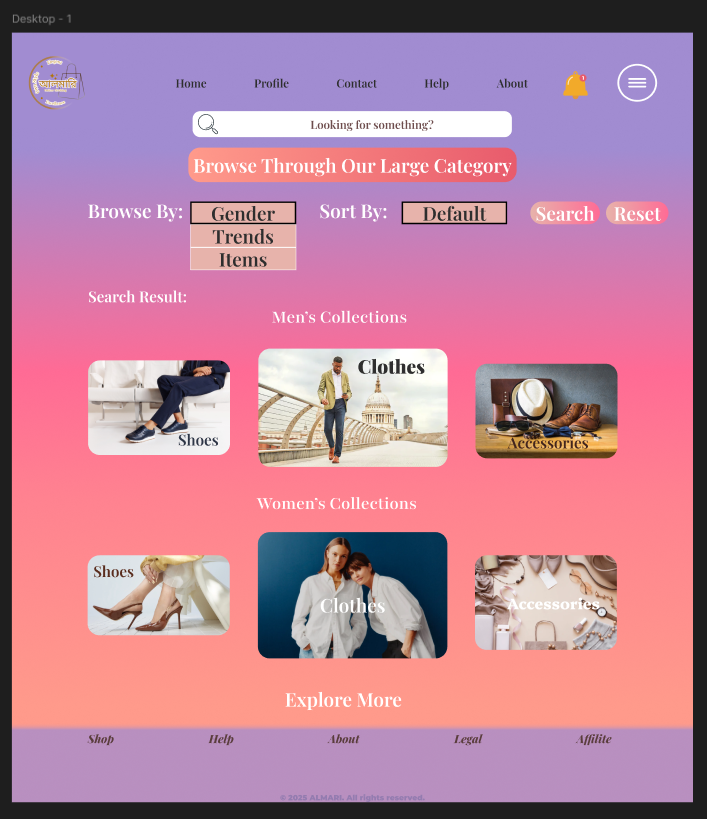 Desktop - 1
আলমারি
Home Profile Contact Help About
1
Looking for something?
Browse Through Our Large Category
Browse By: Gender Sort By: Default Search Reset
Trends
Items
Search Result:
Men's Collections
Clothes
Shoes
Accessories
Women's Collections
Shoes
Clothes
Accessories
Explore More
Shop Help About Legal Affilite
© 2025 ALMARI. All rights reserved.